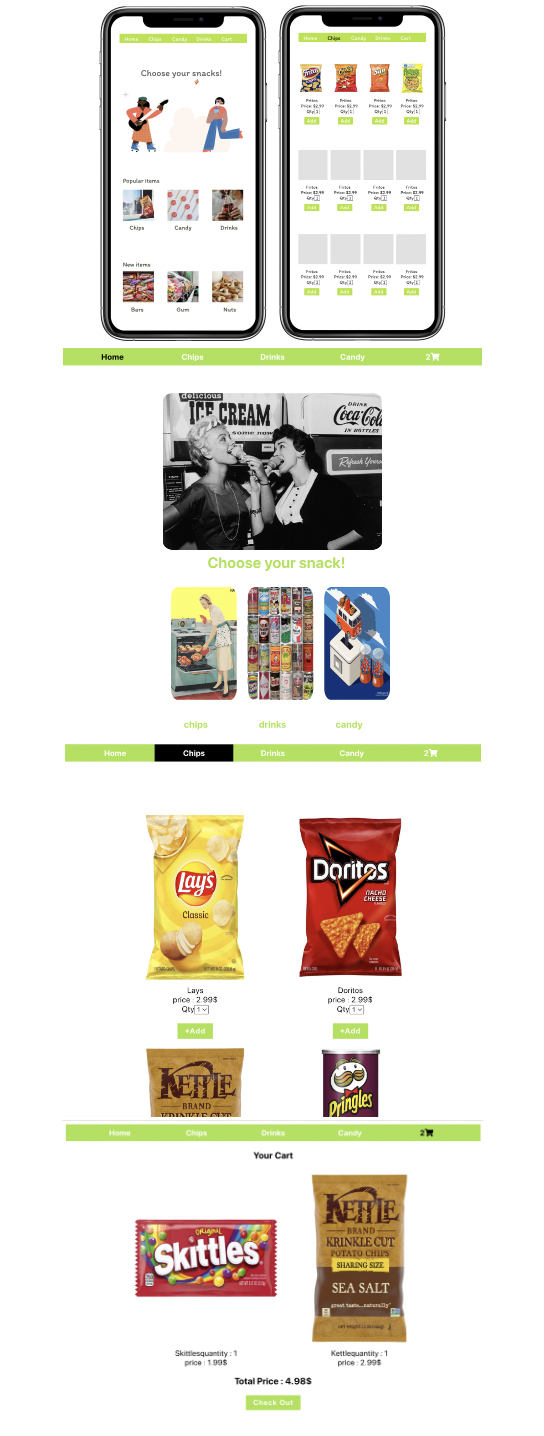 Home Chips Candy Drinks Cart
Choose your snacks!
Popular items
Chips Candy Drinks
New items
Bars Gum Nuts
Home Chips Candy Drinks Cart
Fritos Fritos Fritos Fritos
Price: $2.99 Price: $2.99 Price: $2.99 Price: $2.99
Qty 1 Qty 1 Qty 1 Qty 1
Add Add Add Add
Fritos Fritos Fritos Fritos
Price: $2.99 Price: $2.99 Price: $2.99 Price: $2.99
Qty 1 Qty 1 Qty 1 Qty 1
Add Add Add Add
Fritos Fritos Fritos Fritos
Price: $2.99 Price: $2.99 Price: $2.99 Price: $2.99
Qty 1 Qty 1 Qty 1 Qty 1
Add Add Add Add
Home Chips Drinks Candy 2
delicious
ICE CREAM
some now
DRINK
Coca-Col
IN BOTTLES
Refresh Yourse
Choose your snack!
chips drinks candy
Home Chips Drinks Candy 2
Lay's
Classic
Doritos
NACHO
CHEESE
Lays Doritos
price : 2.99$ price : 2.99$
Qty 1 Qty 1
+Add +Add
KETTLE
BRAND
KRINKLE CUT
Pringles
Home Chips Drinks Candy 2
Your Cart
ORIGINAL
Skittles
KETTLE
BRAND
KRINKLE CUT
POTATO CHIPS
SHARING SIZE
SEA SALT
great taste...naturally
Skittlesquantity : 1 Kettlequantity : 1
price : 1.99$ price : 2.99$
Total Price : 4.98$
Check Out